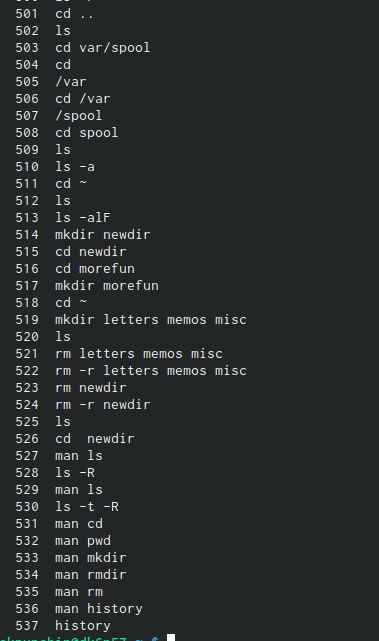 501 cd ..
502 ls
503 cd var/spool
504 cd
505 /var
506 cd /var
507 /spool
508 cd spool
509 ls
510 ls -a
511 cd ~
512 ls
513 ls -alF
514 mkdir newdir
515 cd newdir
516 cd morefun
517 mkdir morefun
518 cd ~
519 mkdir letters memos misc
520 ls
521 rm letters memos misc
522 rm -r letters memos misc
523 rm newdir
524 rm -r newdir
525 ls
526 cd  newdir
527 man ls
528 ls -R
529 man ls
530 ls -t -R
531 man cd
532 man pwd
533 man mkdir
534 man rmdir
535 man rm
536 man history
537 history